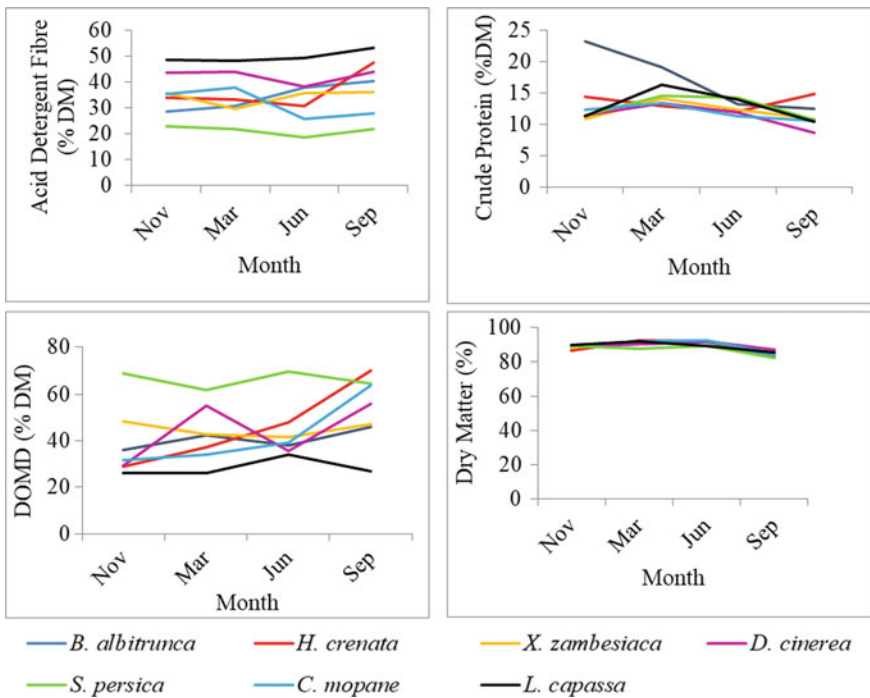 Acid Detergent Fibre
(% DM)
60
50
40
30
20
10
0
Nov
Mar
Jun
Sep
Month
Crude Protein (%DM)
25
20
15
10
5
0
Nov
Mar
Jun
Sep
Month
DOMD (% DM)
80
60
40
20
0
Nov
Mar
Jun
Sep
Month
Dry Matter (%)
100
80
60
40
20
0
Nov
Mar
Jun
Sep
Month
B. albitrunca
H. crenata
X. zambesiaca
D. cinerea
S. persica
C. mopane
L. capassa